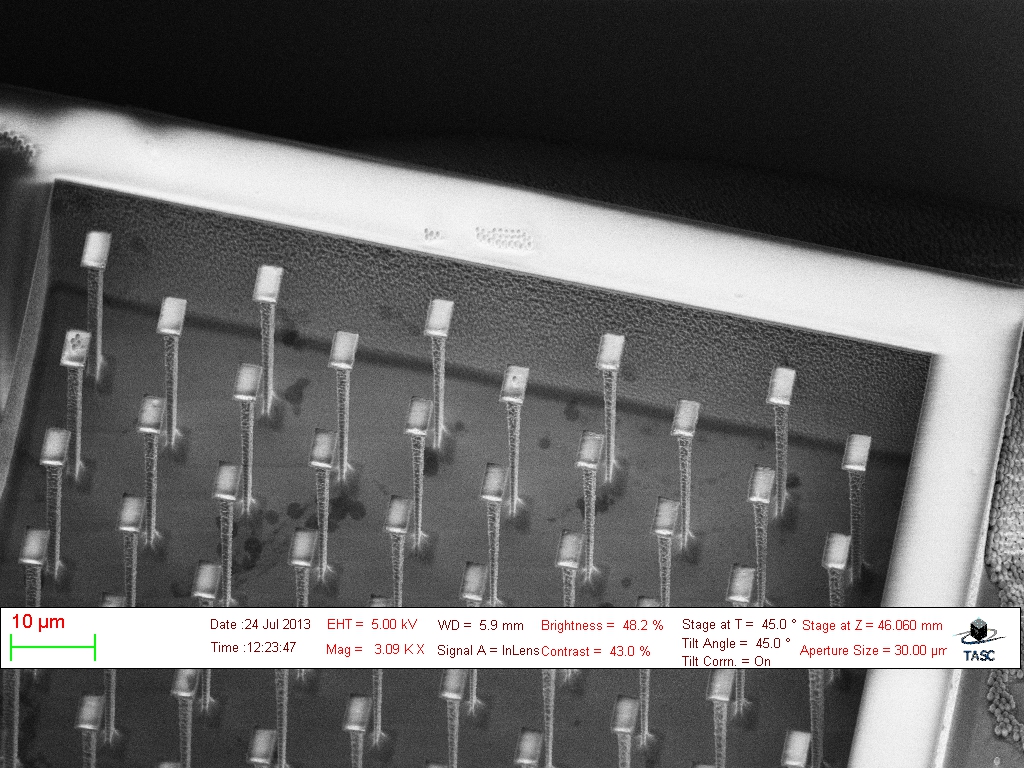 10 µm
Date :24 Jul 2013
Time :12:23:47
EHT = 5.00 kV
Mag = 3.09 K X
WD = 5.9 mm
Signal A = InLens
Brightness = 48.2 %
Contrast = 43.0 %
Stage at T = 45.0 °
Tilt Angle = 45.0 °
Tilt Corrn. = On
Stage at Z = 46.060 mm
Aperture Size = 30.00 µm
TASC